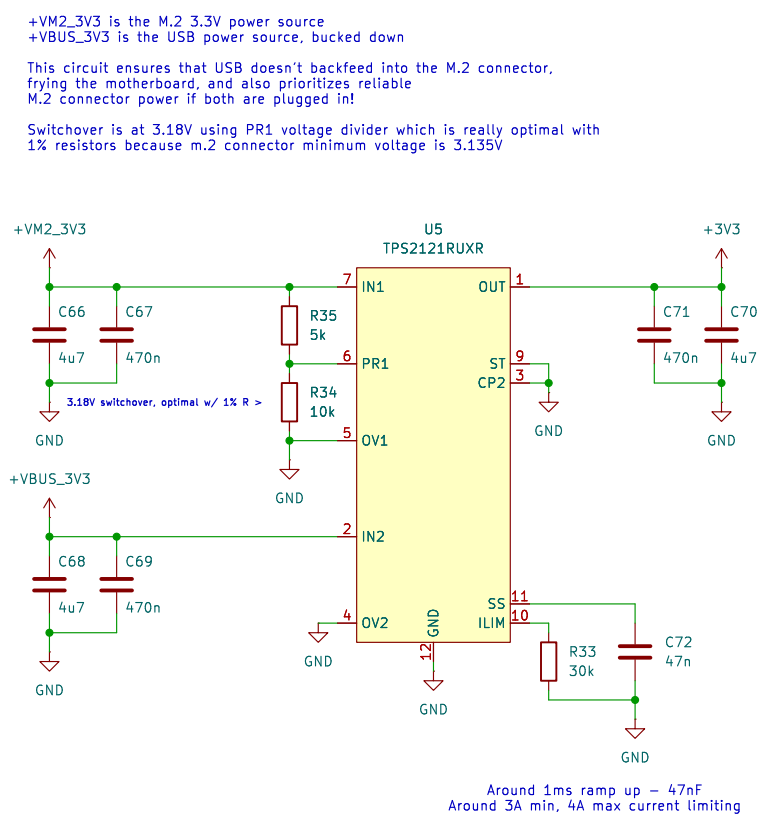 +VM2_3V3 is the M.2 3.3V power source
+VBUS_3V3 is the USB power source, bucked down
This circuit ensures that USB doesn't backfeed into the M.2 connector,
frying the motherboard, and also prioritizes reliable
M.2 connector power if both are plugged in!
Switchover is at 3.18V using PR1 voltage divider which is really optimal with
1% resistors because m.2 connector minimum voltage is 3.135V
+VM2_3V3
U5
TPS2121RUXR
+3V3
7 IN1
OUT 1
C66
4u7
C67
470n
R35
5k
C71
470n
C70
4u7
6 PR1
ST 9
CP2 3
R34
10k
3.18V switchover, optimal w/ 1% R >
GND
GND
GND
5 OV1
GND
+VBUS_3V3
2 IN2
C68
4u7
C69
470n
SS 11
4 OV2
ILIM 10
GND
12
GND
R33
30k
C72
47n
GND
GND
GND
Around 1ms ramp up – 47nF
Around 3A min, 4A max current limiting